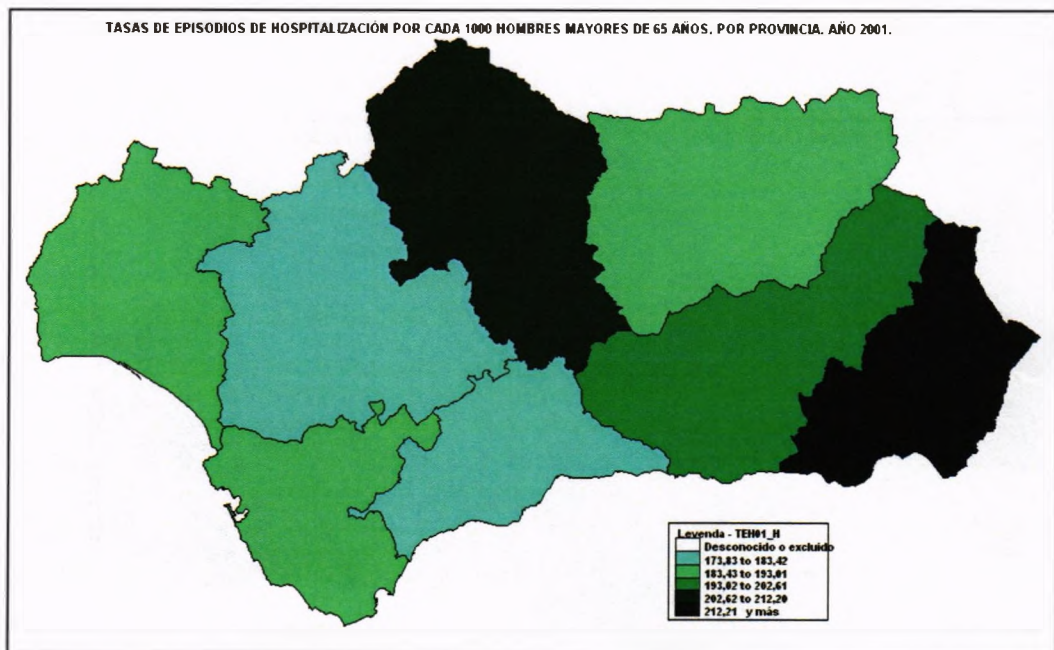 TASAS DE EPISODIOS DE HOSPITALIZACIÓN POR CADA 1000 HOMBRES MAYORES DE 65 AÑOS. POR PROVINCIA. AÑO 2001.
Leyenda - TEH01_H
Desconocido o excluido
173,83 to 183,42
183,43 to 193,01
193,02 to 202,61
202,62 to 212,20
212,21 y más